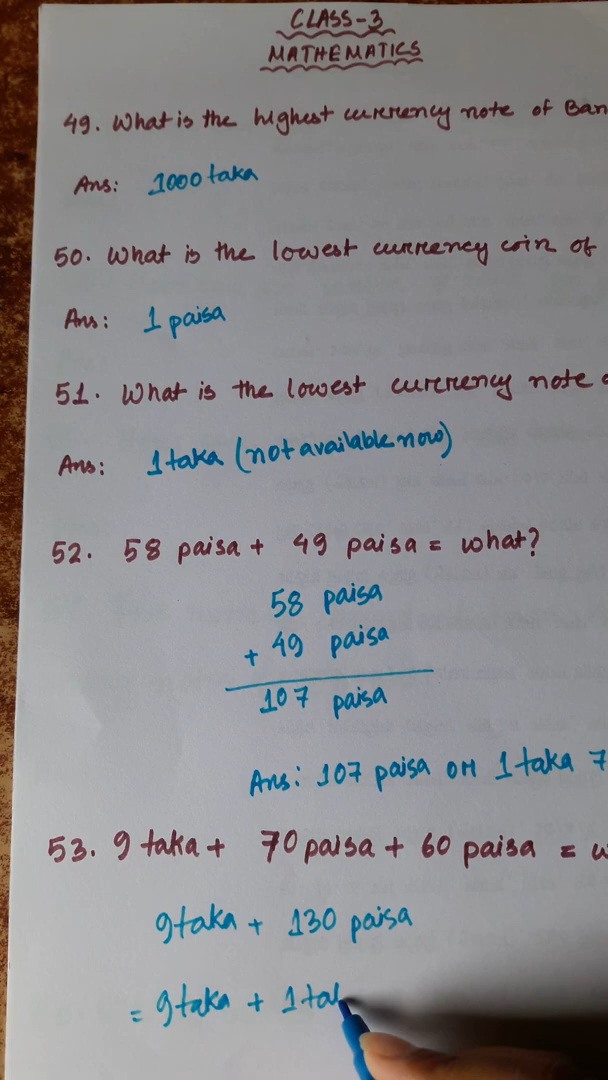 CLASS-3
MATHEMATICS
49. What is the highest currency note of Ban
Ans: 1000 taka
50. What is the lowest currency coin of
Ans: 1 paisa
51. What is the lowest currency note
Ans: 1 taka (not available now)
52. 58 paisa + 49 paisa = what?
58 paisa
+ 49 paisa
107 paisa
Ans: 107 paisa or 1 taka 7
53. 9 taka + 70 paisa + 60 paisa = w
9 taka + 130 paisa
= 9 taka + 1 tak